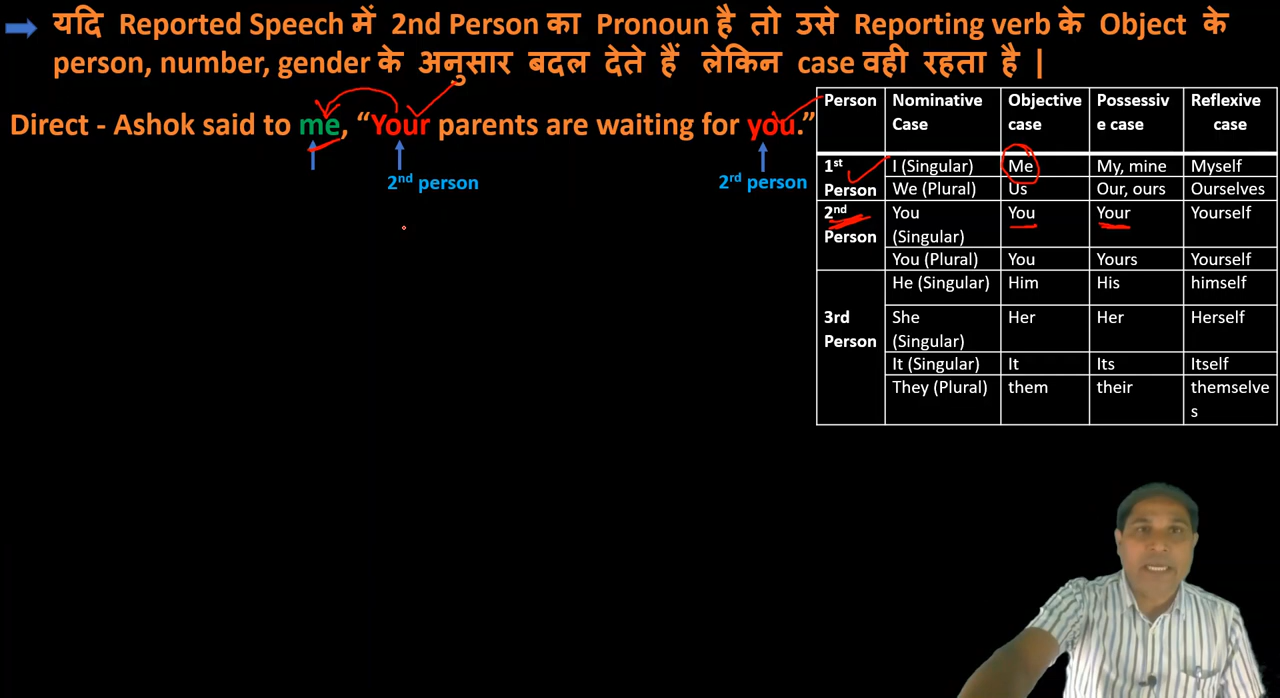 यदि Reported Speech में 2nd Person का Pronoun है तो उसे Reporting verb के Object के
person, number, gender के अनुसार बदल देते हैं लेकिन case वही रहता है |
Direct - Ashok said to me, “Your parents are waiting for you.”
2nd person
2rd person
Person Nominative Case Objective case Possessiv e case Reflexive case
1st Person I (Singular) Me My, mine Myself
We (Plural) Us Our, ours Ourselves
2nd Person You (Singular) You Your Yourself
You (Plural) You Yours Yourself
3rd Person He (Singular) Him His himself
She (Singular) Her Her Herself
It (Singular) It Its Itself
They (Plural) them their themselve s